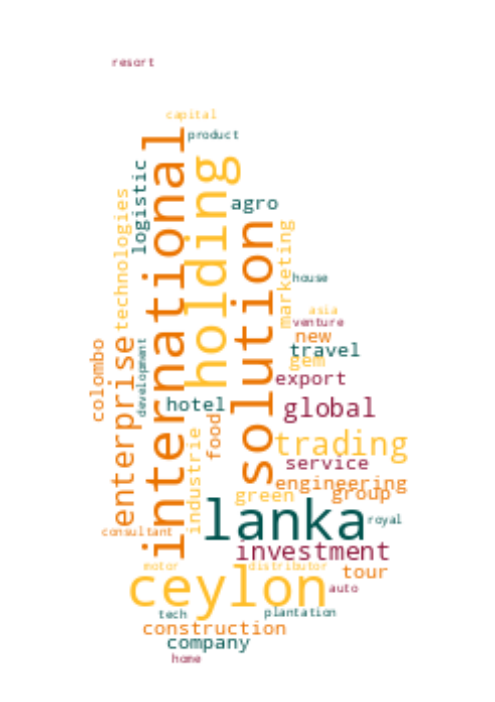 resort
capital
product
international
holding
logistic
agro
technologies
solution
marketing
house
asia
venture
new
travel
gem
colombo
development
enterprise
export
hotel
global
food
industrie
trading
service
engineering
green
group
lanka
royal
consultant
investment
motor
distributor
tour
ceylon
auto
tech
plantation
construction
company
home